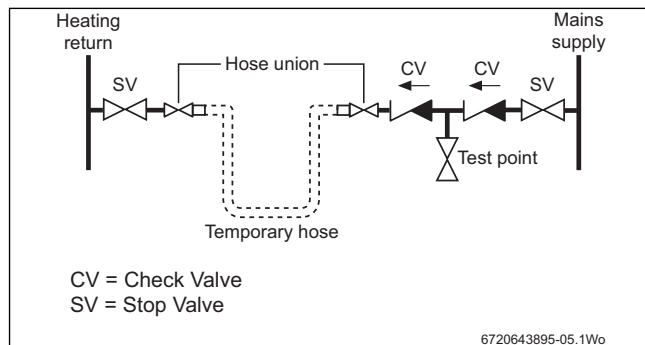 Heating
return
Mains
supply
Hose union
SV
CV
CV
SV
Test point
Temporary hose
CV = Check Valve
SV = Stop Valve
6720643895-05.1Wo